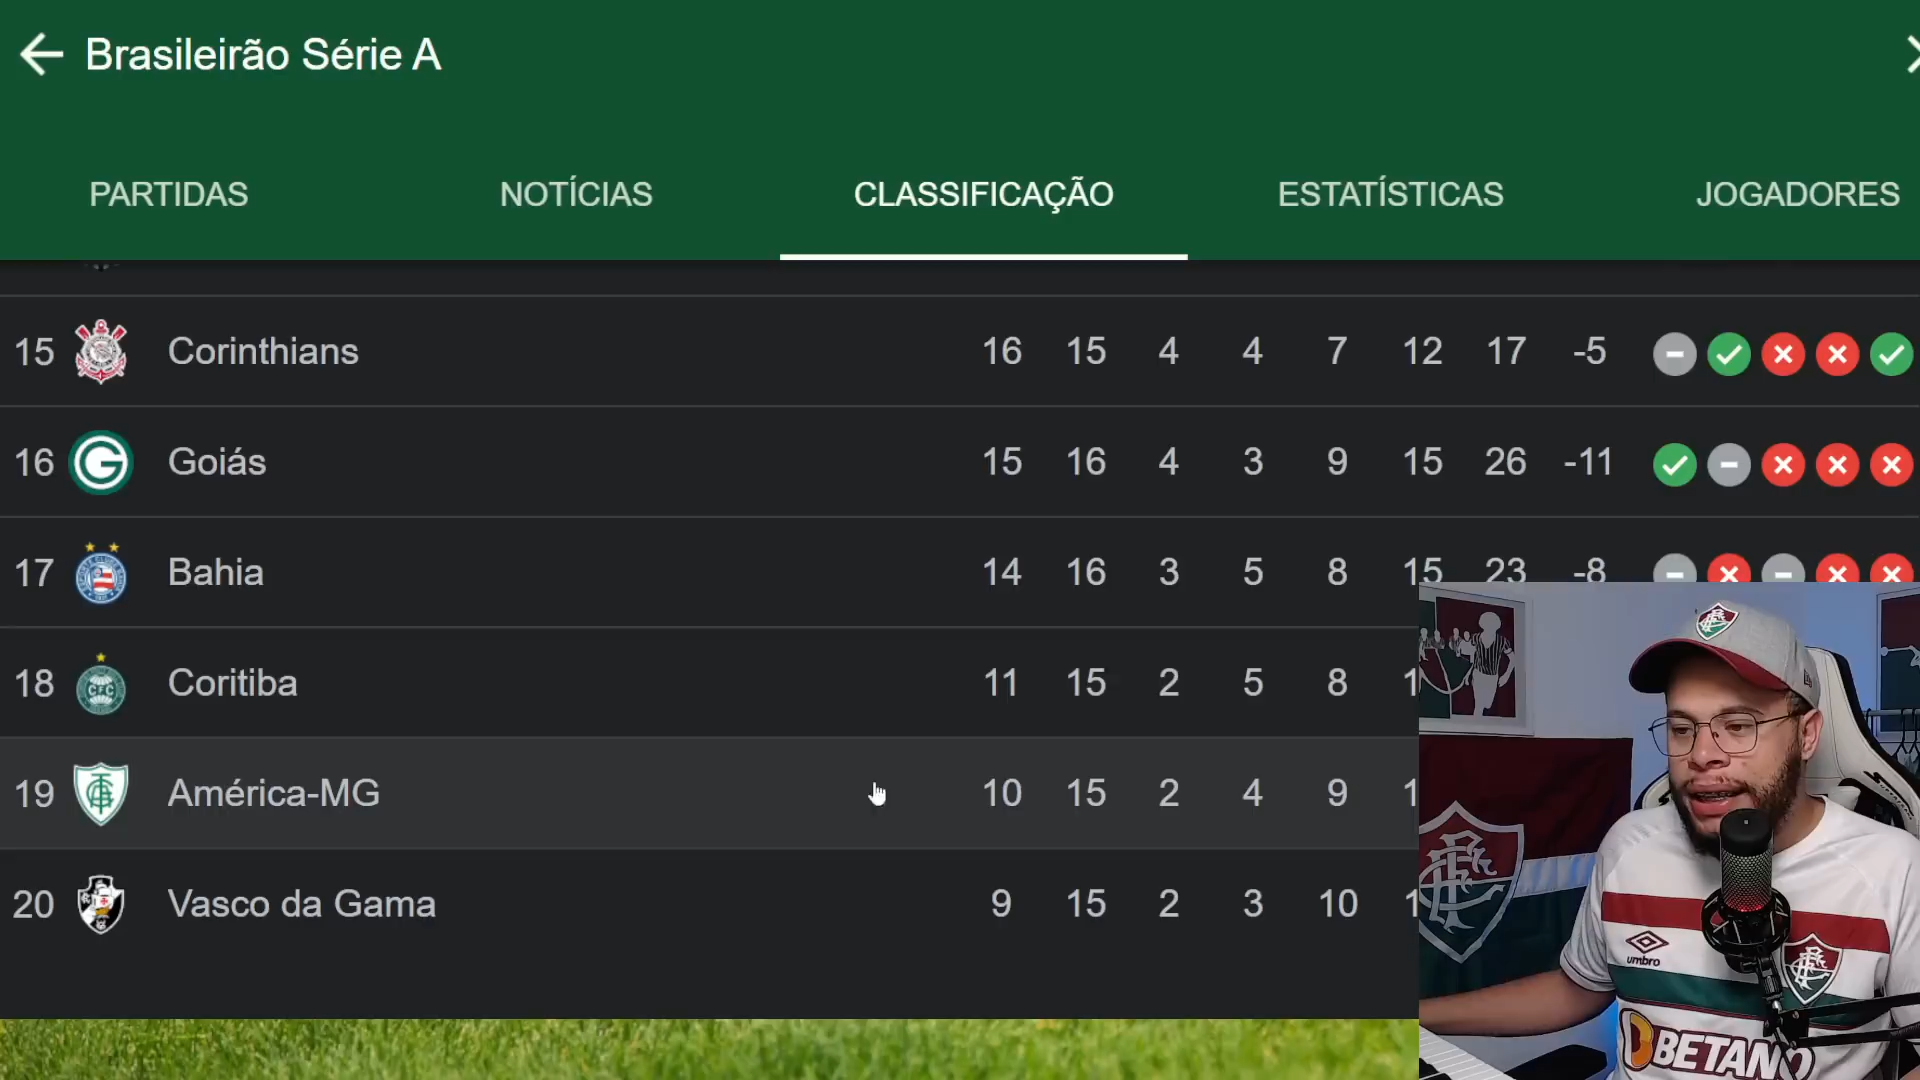 Brasileirão Série A
PARTIDAS NOTÍCIAS CLASSIFICAÇÃO ESTATÍSTICAS JOGADORES
15 Corinthians 16 15 4 4 7 12 17 -5
16 Goiás 15 16 4 3 9 15 26 -11
17 Bahia 14 16 3 5 8 15 23 -8
18 Coritiba 11 15 2 5 8 1
19 América-MG 10 15 2 4 9 1
20 Vasco da Gama 9 15 2 3 10 1
umbro
BETANO